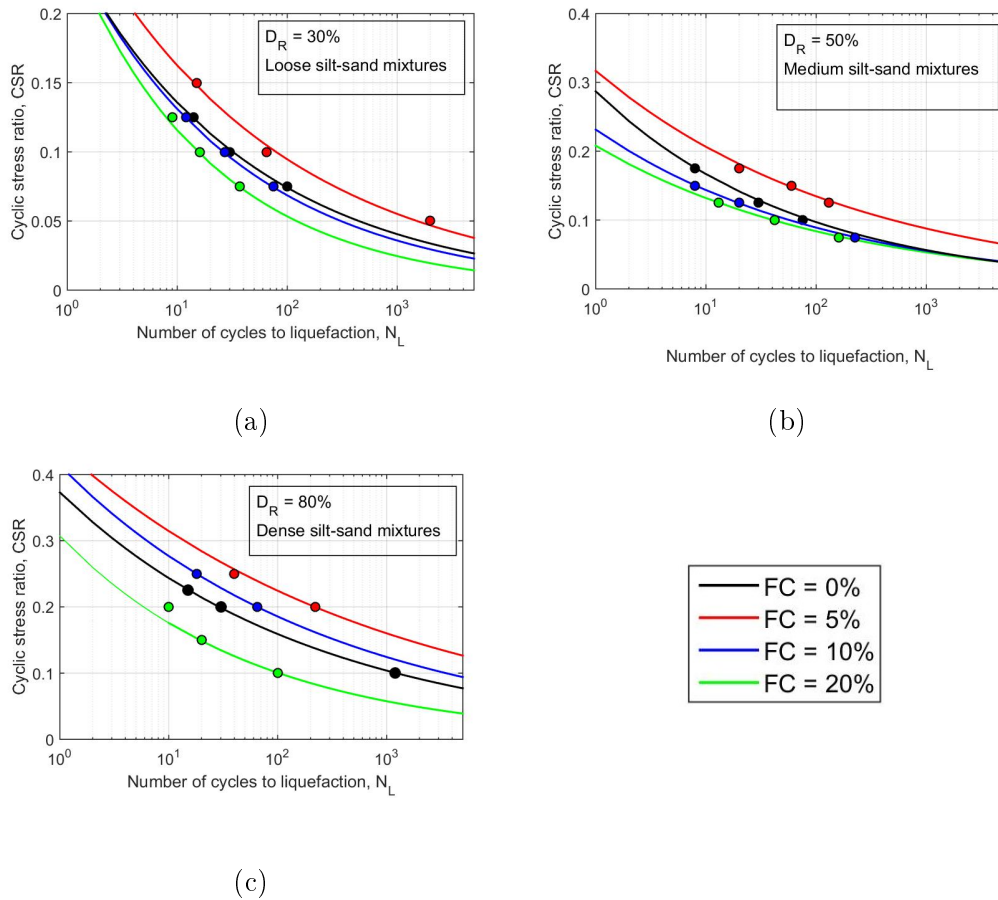 0.2
0.15
0.1
0.05
0
Cyclic stress ratio, CSR
D_R = 30%
Loose silt-sand mixtures
10^0 10^1 10^2 10^3
Number of cycles to liquefaction, N_L
(a)
0.4
0.3
0.2
0.1
0
Cyclic stress ratio, CSR
D_R = 50%
Medium silt-sand mixtures
10^0 10^1 10^2 10^3
Number of cycles to liquefaction, N_L
(b)
0.4
0.3
0.2
0.1
0
Cyclic stress ratio, CSR
D_R = 80%
Dense silt-sand mixtures
10^0 10^1 10^2 10^3
Number of cycles to liquefaction, N_L
(c)
FC = 0%
FC = 5%
FC = 10%
FC = 20%